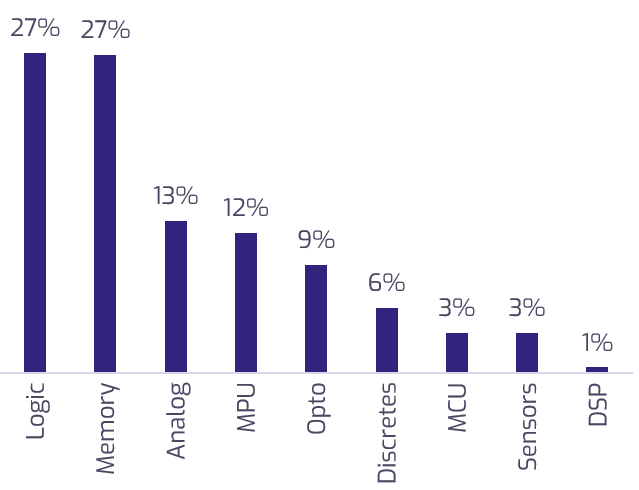 27%
27%
13%
12%
9%
6%
3%
3%
1%
Logic
Memory
Analog
MPU
Opto
Discretes
MCU
Sensors
DSP